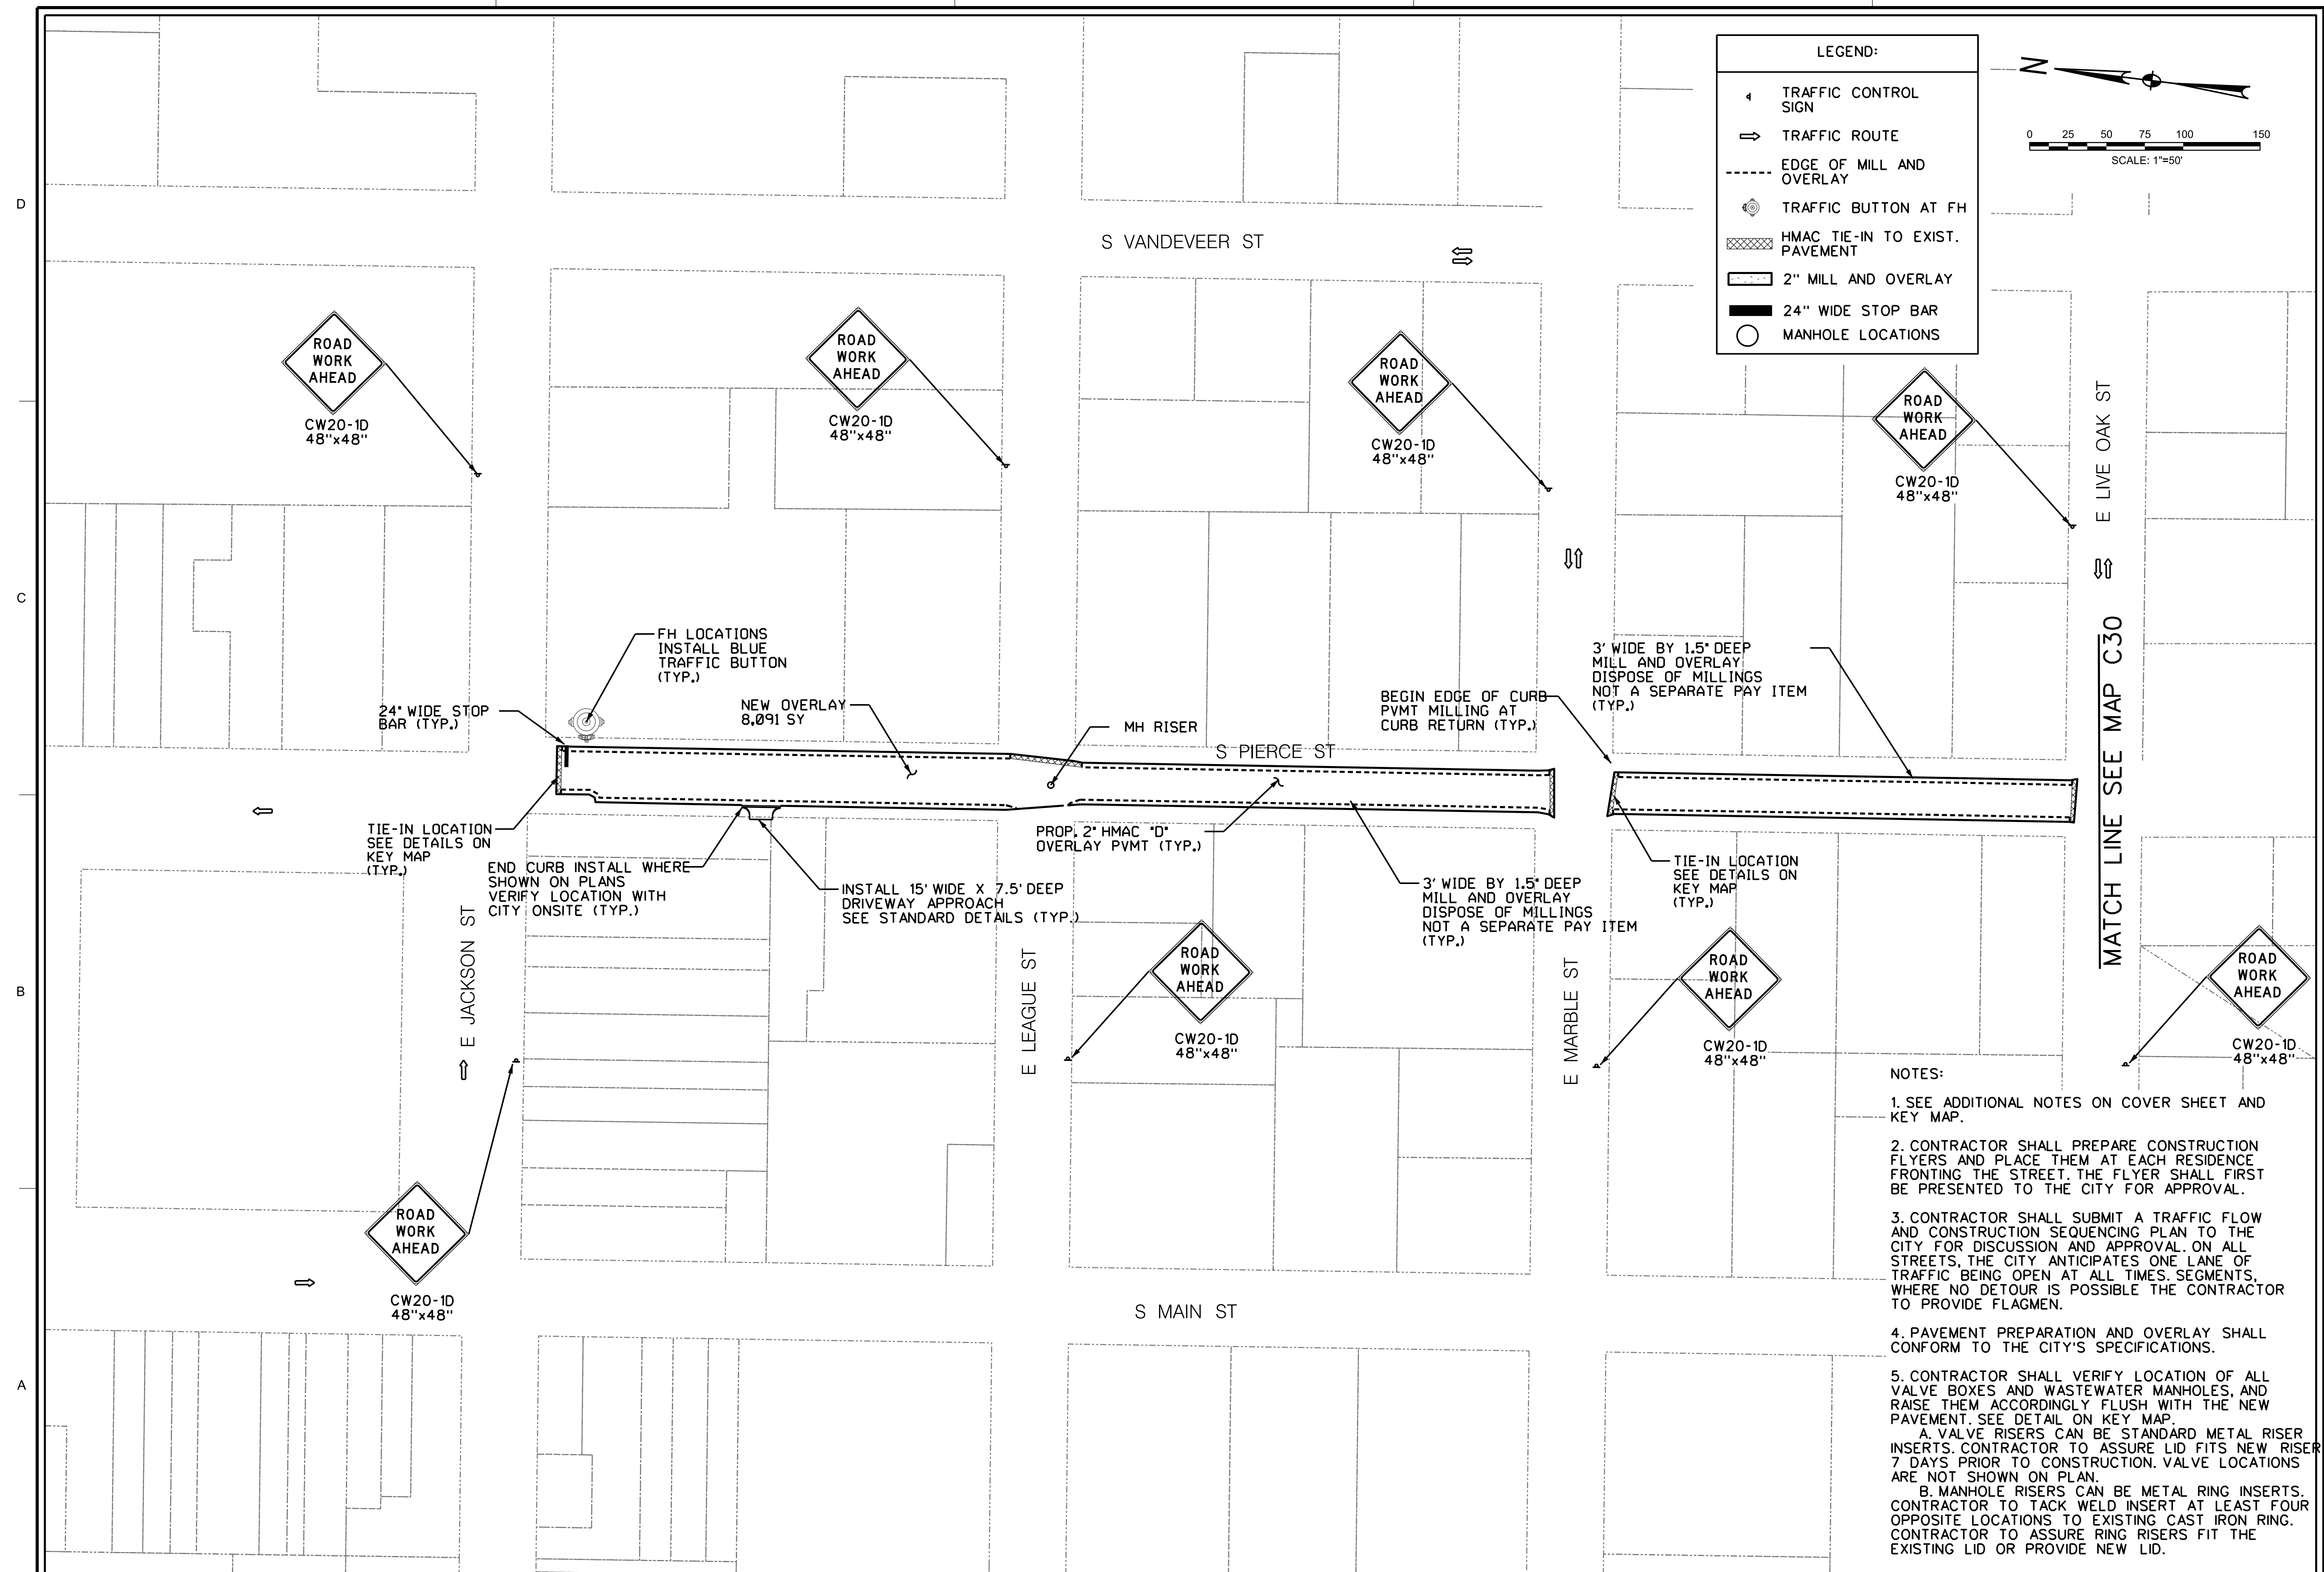 LEGEND:
TRAFFIC CONTROL
SIGN
TRAFFIC ROUTE
EDGE OF MILL AND
OVERLAY
TRAFFIC BUTTON AT FH
HMAC TIE-IN TO EXIST.
PAVEMENT
2" MILL AND OVERLAY
24" WIDE STOP BAR
MANHOLE LOCATIONS
N
0 25 50 75 100 150
SCALE: 1"=50'
D
C
B
A
S VANDEVEER ST
ROAD
WORK
AHEAD
CW20-1D
48"x48"
ROAD
WORK
AHEAD
CW20-1D
48"x48"
ROAD
WORK
AHEAD
CW20-1D
48"x48"
ROAD
WORK
AHEAD
CW20-1D
48"x48"
E LIVE OAK ST
FH LOCATIONS
INSTALL BLUE
TRAFFIC BUTTON
(TYP.)
24" WIDE STOP
BAR (TYP.)
NEW OVERLAY
8,091 SY
MH RISER
S PIERCE ST
BEGIN EDGE OF CURB
PVMT MILLING AT
CURB RETURN (TYP.)
3' WIDE BY 1.5" DEEP
MILL AND OVERLAY
DISPOSE OF MILLINGS
NOT A SEPARATE PAY ITEM
(TYP.)
MATCH LINE SEE MAP C30
TIE-IN LOCATION
SEE DETAILS ON
KEY MAP
(TYP.)
END CURB INSTALL WHERE
SHOWN ON PLANS
VERIFY LOCATION WITH
CITY ONSITE (TYP.)
INSTALL 15' WIDE X 7.5' DEEP
DRIVEWAY APPROACH
SEE STANDARD DETAILS (TYP.)
PROP. 2" HMAC "D"
OVERLAY PVMT (TYP.)
3' WIDE BY 1.5" DEEP
MILL AND OVERLAY
DISPOSE OF MILLINGS
NOT A SEPARATE PAY ITEM
(TYP.)
TIE-IN LOCATION
SEE DETAILS ON
KEY MAP
(TYP.)
E JACKSON ST
E LEAGUE ST
E MARBLE ST
ROAD
WORK
AHEAD
CW20-1D
48"x48"
ROAD
WORK
AHEAD
CW20-1D
48"x48"
ROAD
WORK
AHEAD
CW20-1D
48"x48"
ROAD
WORK
AHEAD
CW20-1D
48"x48"
S MAIN ST
NOTES:
1. SEE ADDITIONAL NOTES ON COVER SHEET AND
KEY MAP.
2. CONTRACTOR SHALL PREPARE CONSTRUCTION
FLYERS AND PLACE THEM AT EACH RESIDENCE
FRONTING THE STREET. THE FLYER SHALL FIRST
BE PRESENTED TO THE CITY FOR APPROVAL.
3. CONTRACTOR SHALL SUBMIT A TRAFFIC FLOW
AND CONSTRUCTION SEQUENCING PLAN TO THE
CITY FOR DISCUSSION AND APPROVAL. ON ALL
STREETS, THE CITY ANTICIPATES ONE LANE OF
TRAFFIC BEING OPEN AT ALL TIMES. SEGMENTS,
WHERE NO DETOUR IS POSSIBLE THE CONTRACTOR
TO PROVIDE FLAGMEN.
4. PAVEMENT PREPARATION AND OVERLAY SHALL
CONFORM TO THE CITY'S SPECIFICATIONS.
5. CONTRACTOR SHALL VERIFY LOCATION OF ALL
VALVE BOXES AND WASTEWATER MANHOLES, AND
RAISE THEM ACCORDINGLY FLUSH WITH THE NEW
PAVEMENT. SEE DETAIL ON KEY MAP.
A. VALVE RISERS CAN BE STANDARD METAL RISER
INSERTS. CONTRACTOR TO ASSURE LID FITS NEW RISER
7 DAYS PRIOR TO CONSTRUCTION. VALVE LOCATIONS
ARE NOT SHOWN ON PLAN.
B. MANHOLE RISERS CAN BE METAL RING INSERTS.
CONTRACTOR TO TACK WELD INSERT AT LEAST FOUR
OPPOSITE LOCATIONS TO EXISTING CAST IRON RING.
CONTRACTOR TO ASSURE RING RISERS FIT THE
EXISTING LID OR PROVIDE NEW LID.